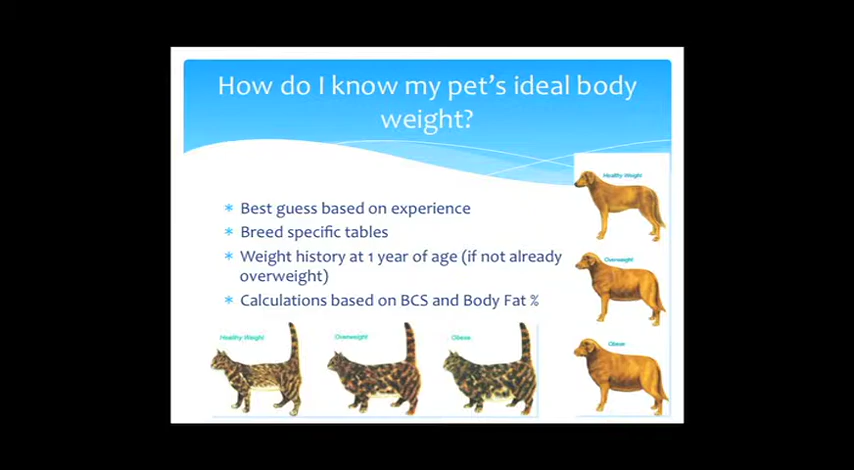 How do I know my pet's ideal body
weight?
* Best guess based on experience
* Breed specific tables
* Weight history at 1 year of age (if not already
overweight)
* Calculations based on BCS and Body Fat %
Healthy Weight
Overweight
Obese
Healthy Weight
Overweight
Obese